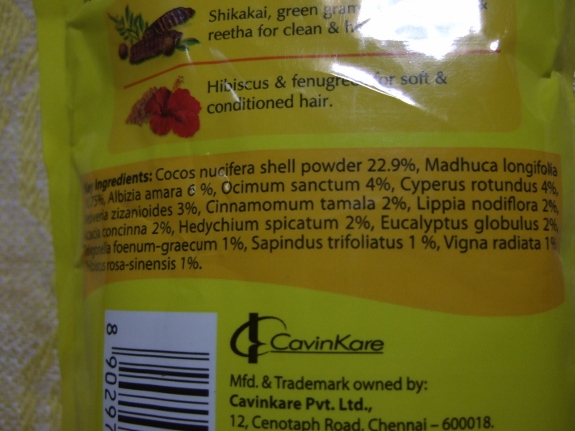 Shikakai, green gram
reetha for clean &
Hibiscus & fenugreek for soft &
conditioned hair.
Key Ingredients: Cocos nucifera shell powder 22.9%, Madhuca longifolia
Albizia amara 6 %, Ocimum sanctum 4%, Cyperus rotundus 4%,
zizanioides 3%, Cinnamomum tamala 2%, Lippia nodiflora 2%,
concinna 2%, Hedychium spicatum 2%, Eucalyptus globulus 2%,
foenum-graecum 1%, Sapindus trifoliatus 1 %, Vigna radiata 1%
rosa-sinensis 1%.
CavinKare
Mfd. & Trademark owned by:
Cavinkare Pvt. Ltd.,
12, Cenotaph Road, Chennai – 600018.
8 90297